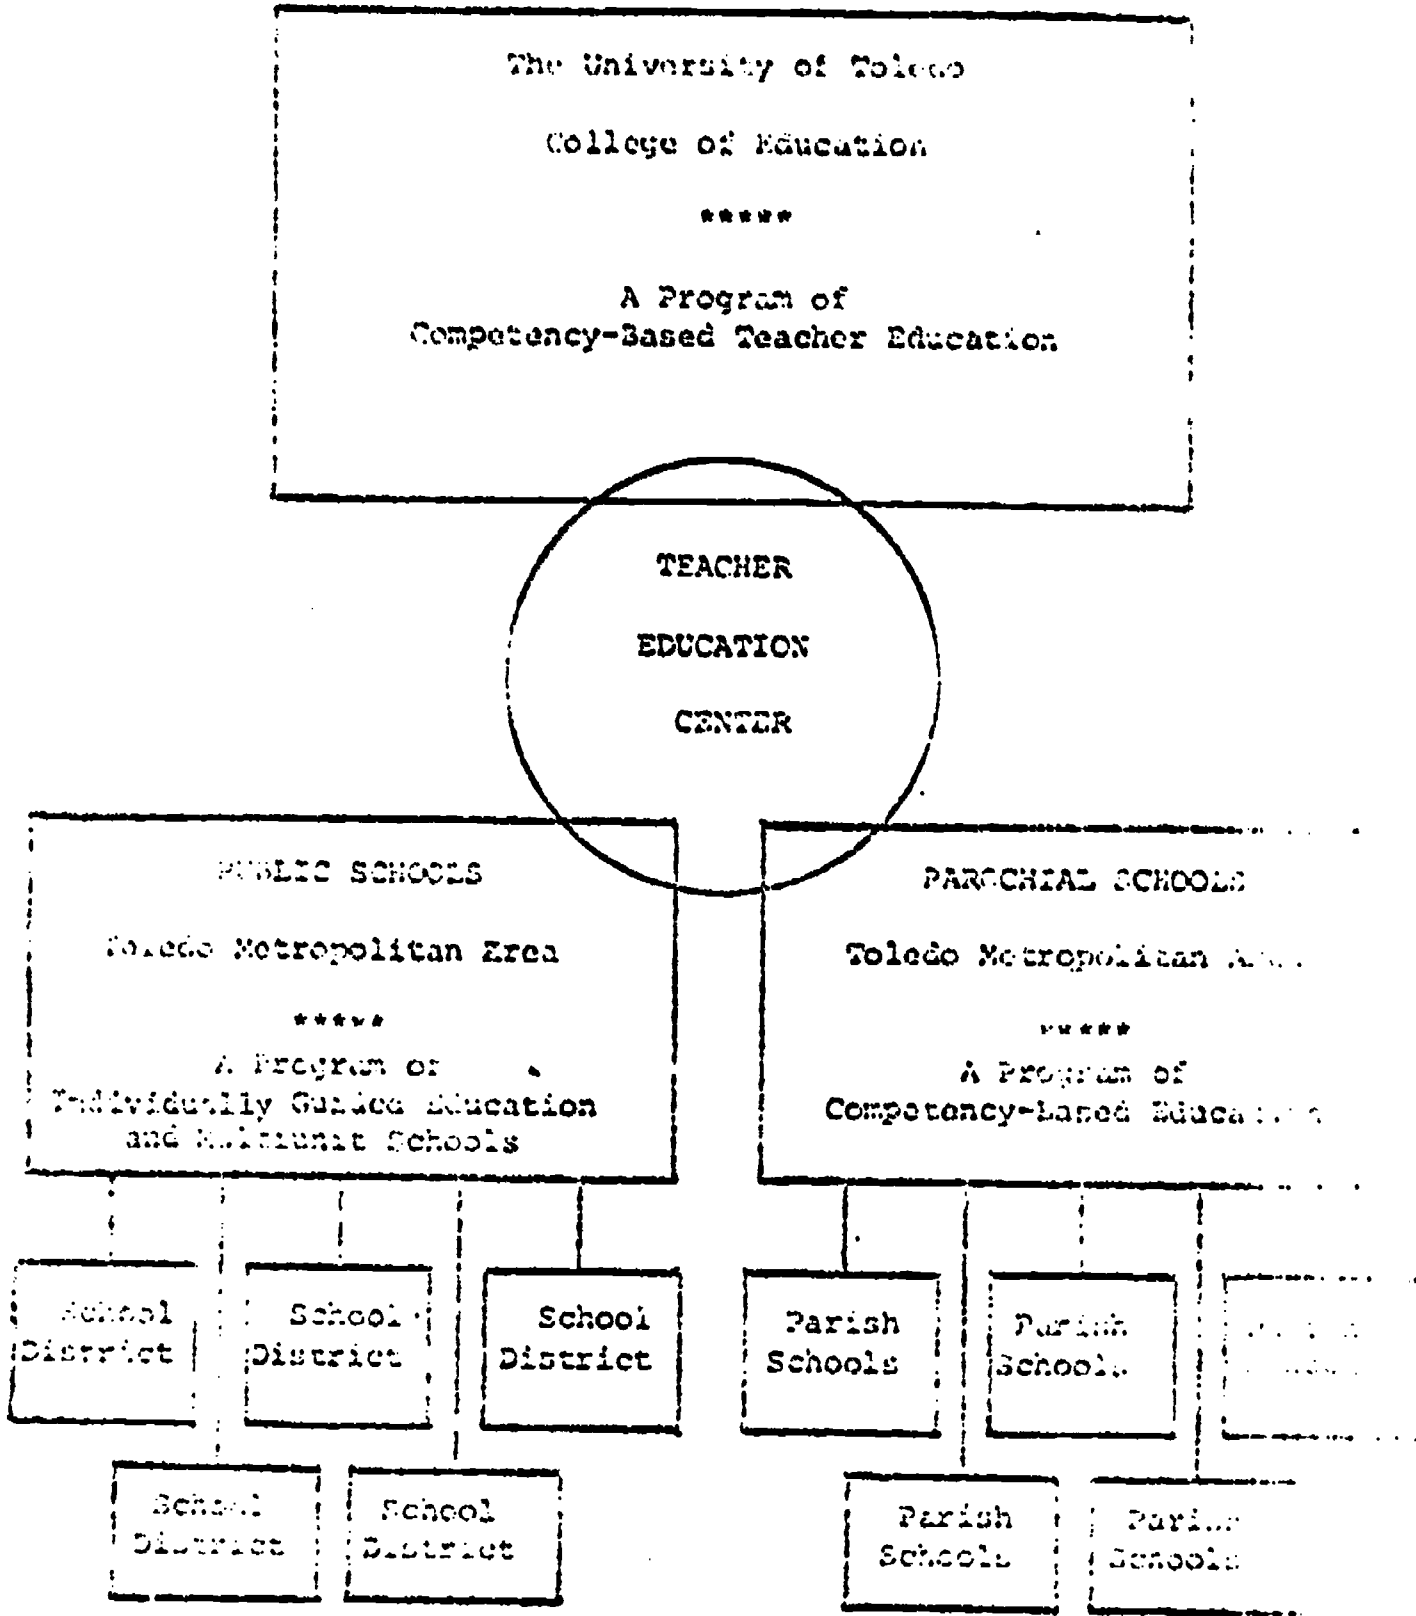 The University of Toledo
College of Education
*****
A Program of
Competency-Based Teacher Education
TEACHER
EDUCATION
CENTER
PUBLIC SCHOOLS
Toledo Metropolitan Erea
*****
A Program of
Individually Guided Education
and Multiunit Schools
PAROCHIAL SCHOOLS
Toledo Metropolitan
*****
A Program of
Competency-Based Education
School
District
School
District
School
District
Parish
Schools
Parish
Schools
School
District
School
District
Parish
Schools
Parish
Schools